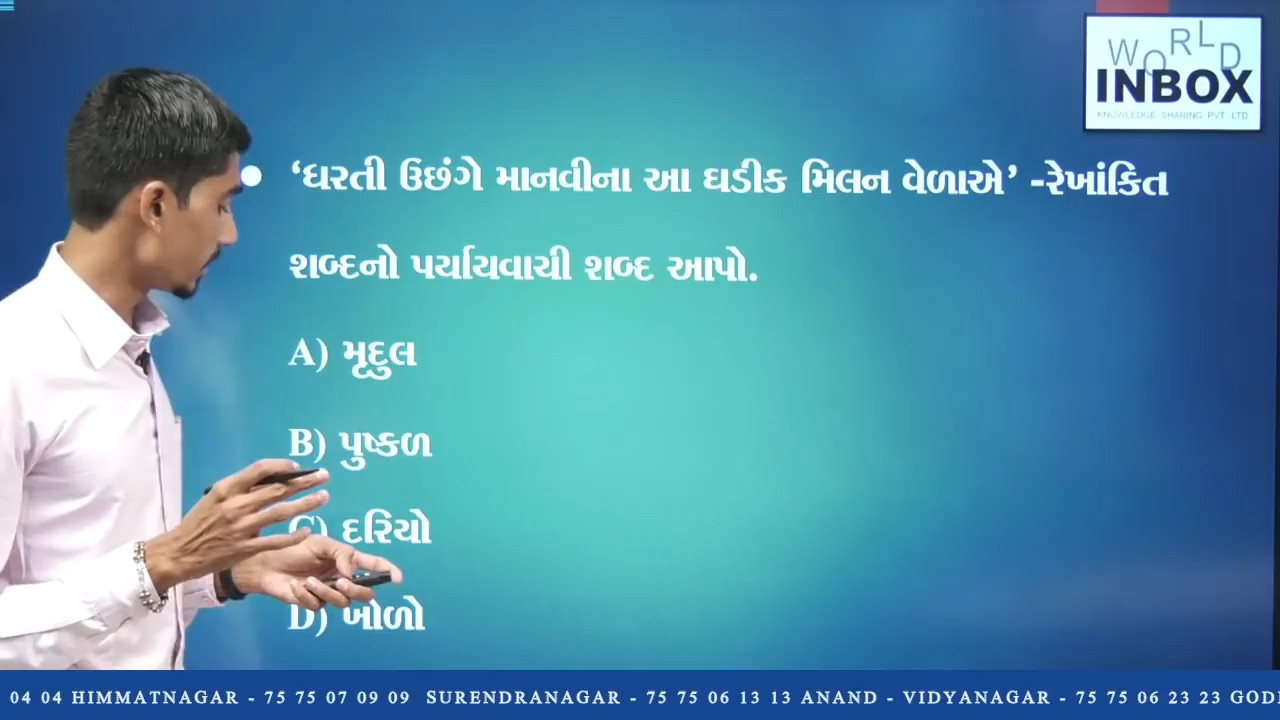 WORLD
INBOX
KNOWLEDGE SHARING PVT LTD
‘ધરતી ઉછંગે માનવીના આ ઘડીક મિલન વેળાએ’ -રેખાંકિત
શબ્દનો પર્યાયવાચી શબ્દ આપો.
A) મૃદુલ
B) પુષ્કળ
C) દરિયો
D) ખોળો
04 04 HIMMATNAGAR - 75 75 07 09 09 SURENDRANAGAR - 75 75 06 13 13 ANAND - VIDYANAGAR - 75 75 06 23 23